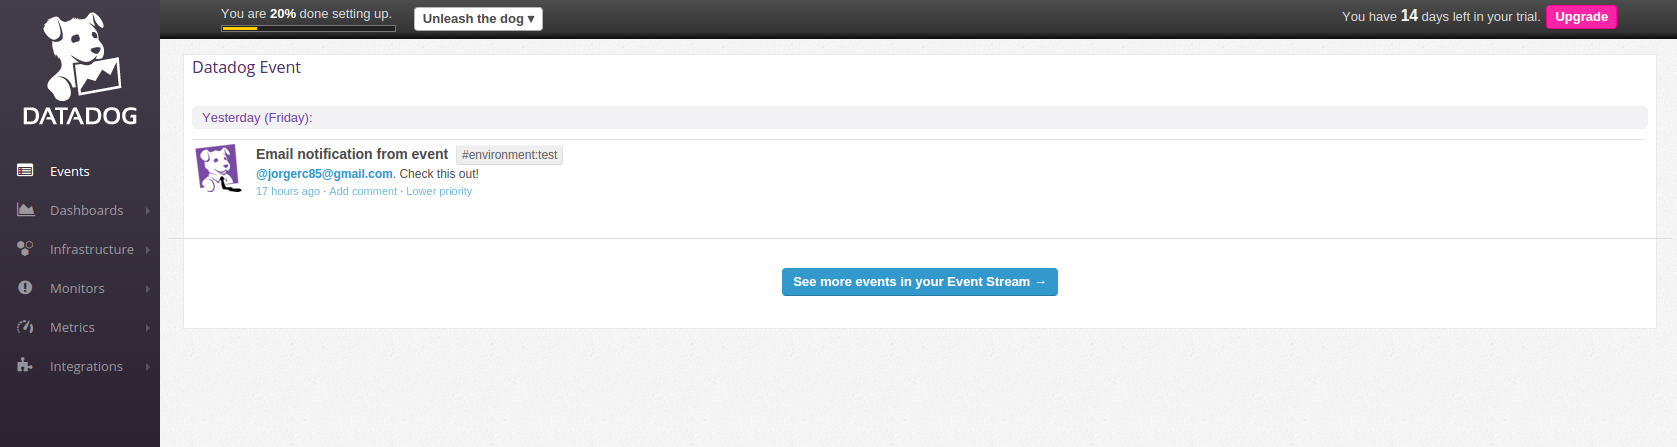 You are 20% done setting up.
Unleash the dog ▾
You have 14 days left in your trial.
Upgrade
DATADOG
Events
Dashboards
Infrastructure
Monitors
Metrics
Integrations
Datadog Event
Yesterday (Friday):
Email notification from event #environment:test
@jorgerc85@gmail.com. Check this out!
17 hours ago · Add comment · Lower priority
See more events in your Event Stream →